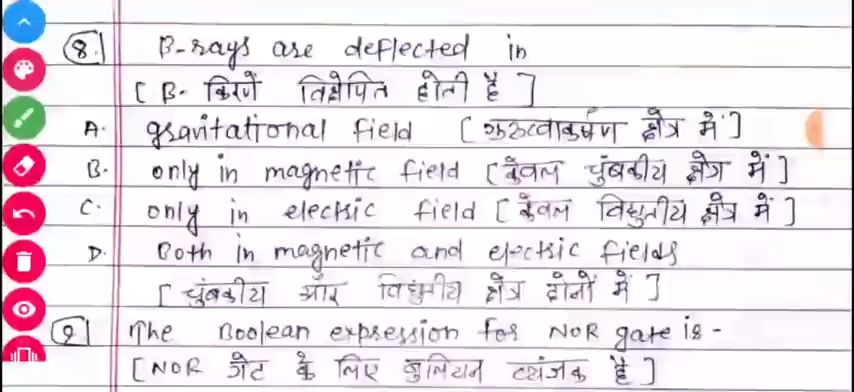 8. B-rays are deflected in
[ B. किरणें विक्षेपित होती है ]
A. gravitational field [ गुरुत्वाकर्षण क्षेत्र में ]
B. only in magnetic field [ केवल चुंबकीय क्षेत्र में ]
C. only in electric field [ केवल विधुतीय क्षेत्र में ]
D. Both in magnetic and electric fields
[ चुंबकीय और विधुतीय क्षेत्र दोनों में ]
9 The Boolean expression for NOR gate is -
[ NOR गेट के लिए बुलियन व्यंजक है ]